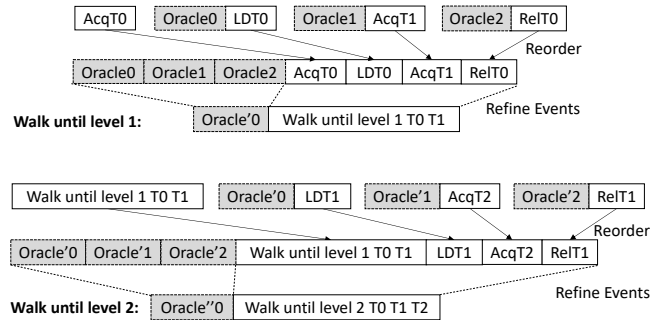 AcqT0 Oracle0 LDT0 Oracle1 AcqT1 Oracle2 RelT0
Reorder
Oracle0 Oracle1 Oracle2 AcqT0 LDT0 AcqT1 RelT0
Refine Events
Walk until level 1: Oracle'0 Walk until level 1 T0 T1
Walk until level 1 T0 T1 Oracle'0 LDT1 Oracle'1 AcqT2 Oracle'2 RelT1
Reorder
Oracle'0 Oracle'1 Oracle'2 Walk until level 1 T0 T1 LDT1 AcqT2 RelT1
Refine Events
Walk until level 2: Oracle''0 Walk until level 2 T0 T1 T2